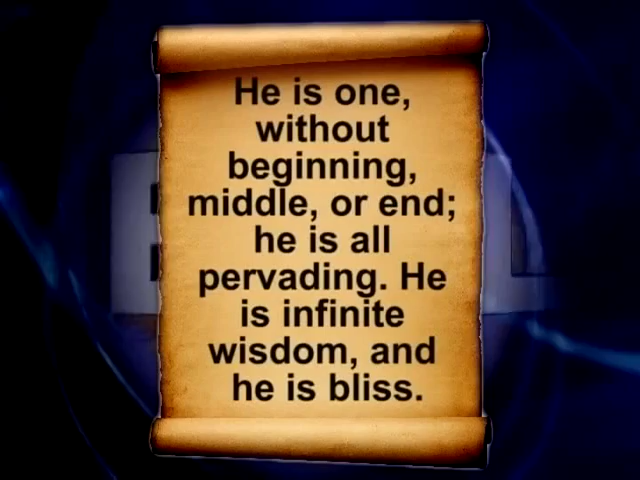 He is one,
without
beginning,
middle, or end;
he is all
pervading. He
is infinite
wisdom, and
he is bliss.